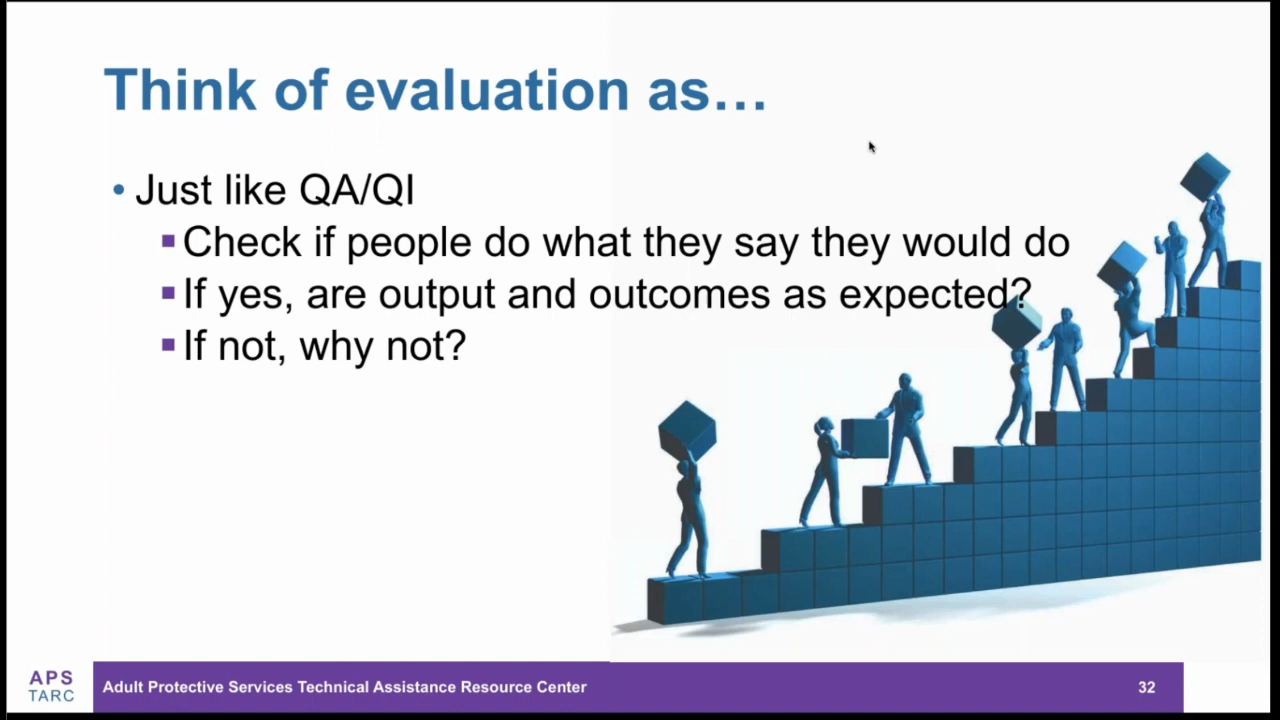 Think of evaluation as…
• Just like QA/QI
▪ Check if people do what they say they would do
▪ If yes, are output and outcomes as expected?
▪ If not, why not?
APS
TARC
Adult Protective Services Technical Assistance Resource Center
32